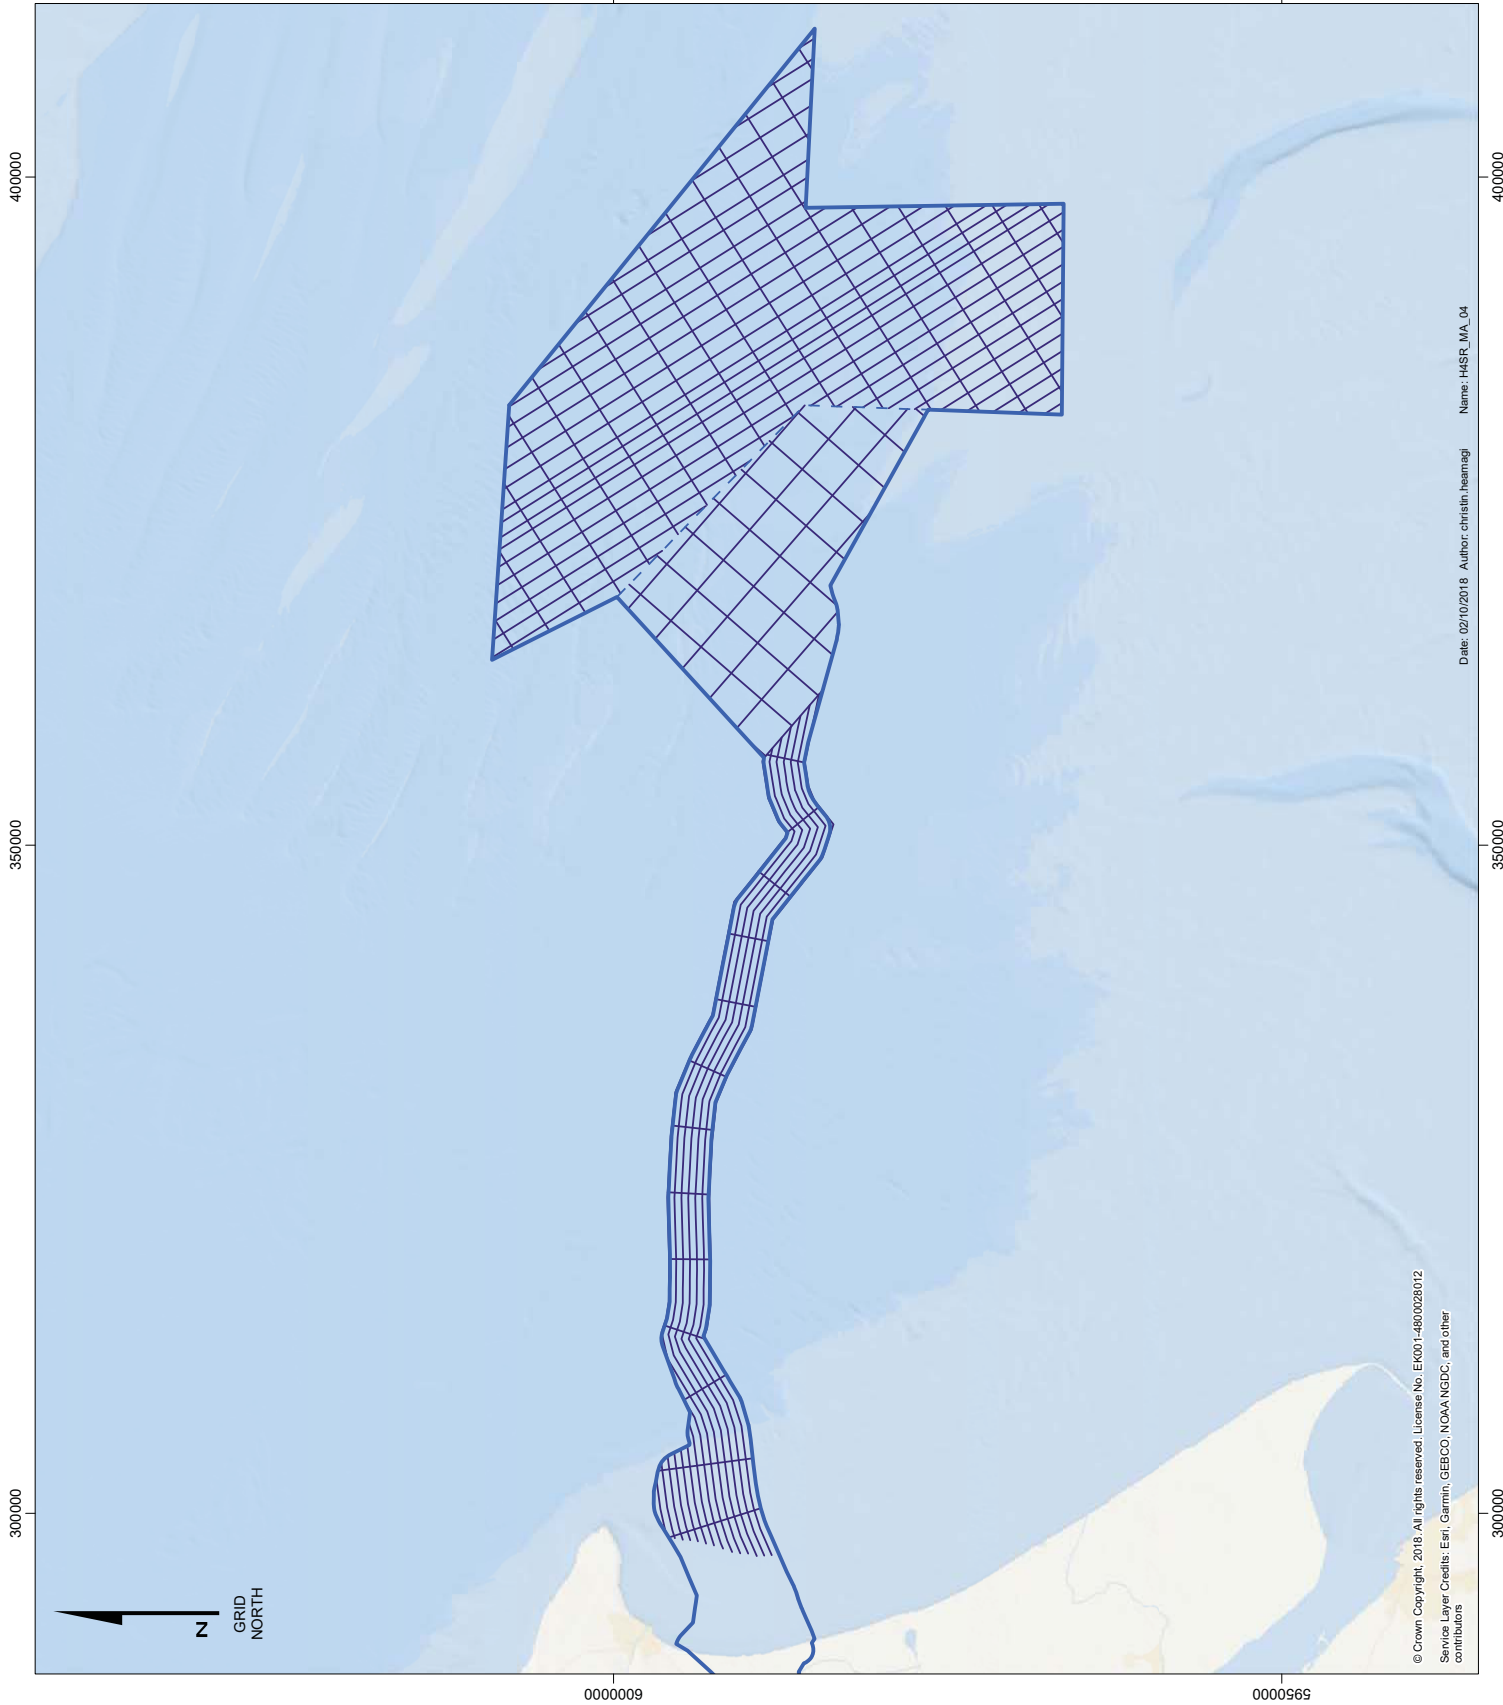 400000
350000
300000
GRID
NORTH
N
6000000
5950000
400000
350000
300000
Date: 02/10/2018 Author: christin.heamagi Name: H4SR_MA_04
© Crown Copyright, 2018. All rights reserved. License No. EK001-4800028012
Service Layer Credits: Esri, Garmin, GEBCO, NOAA NGDC, and other
contributors